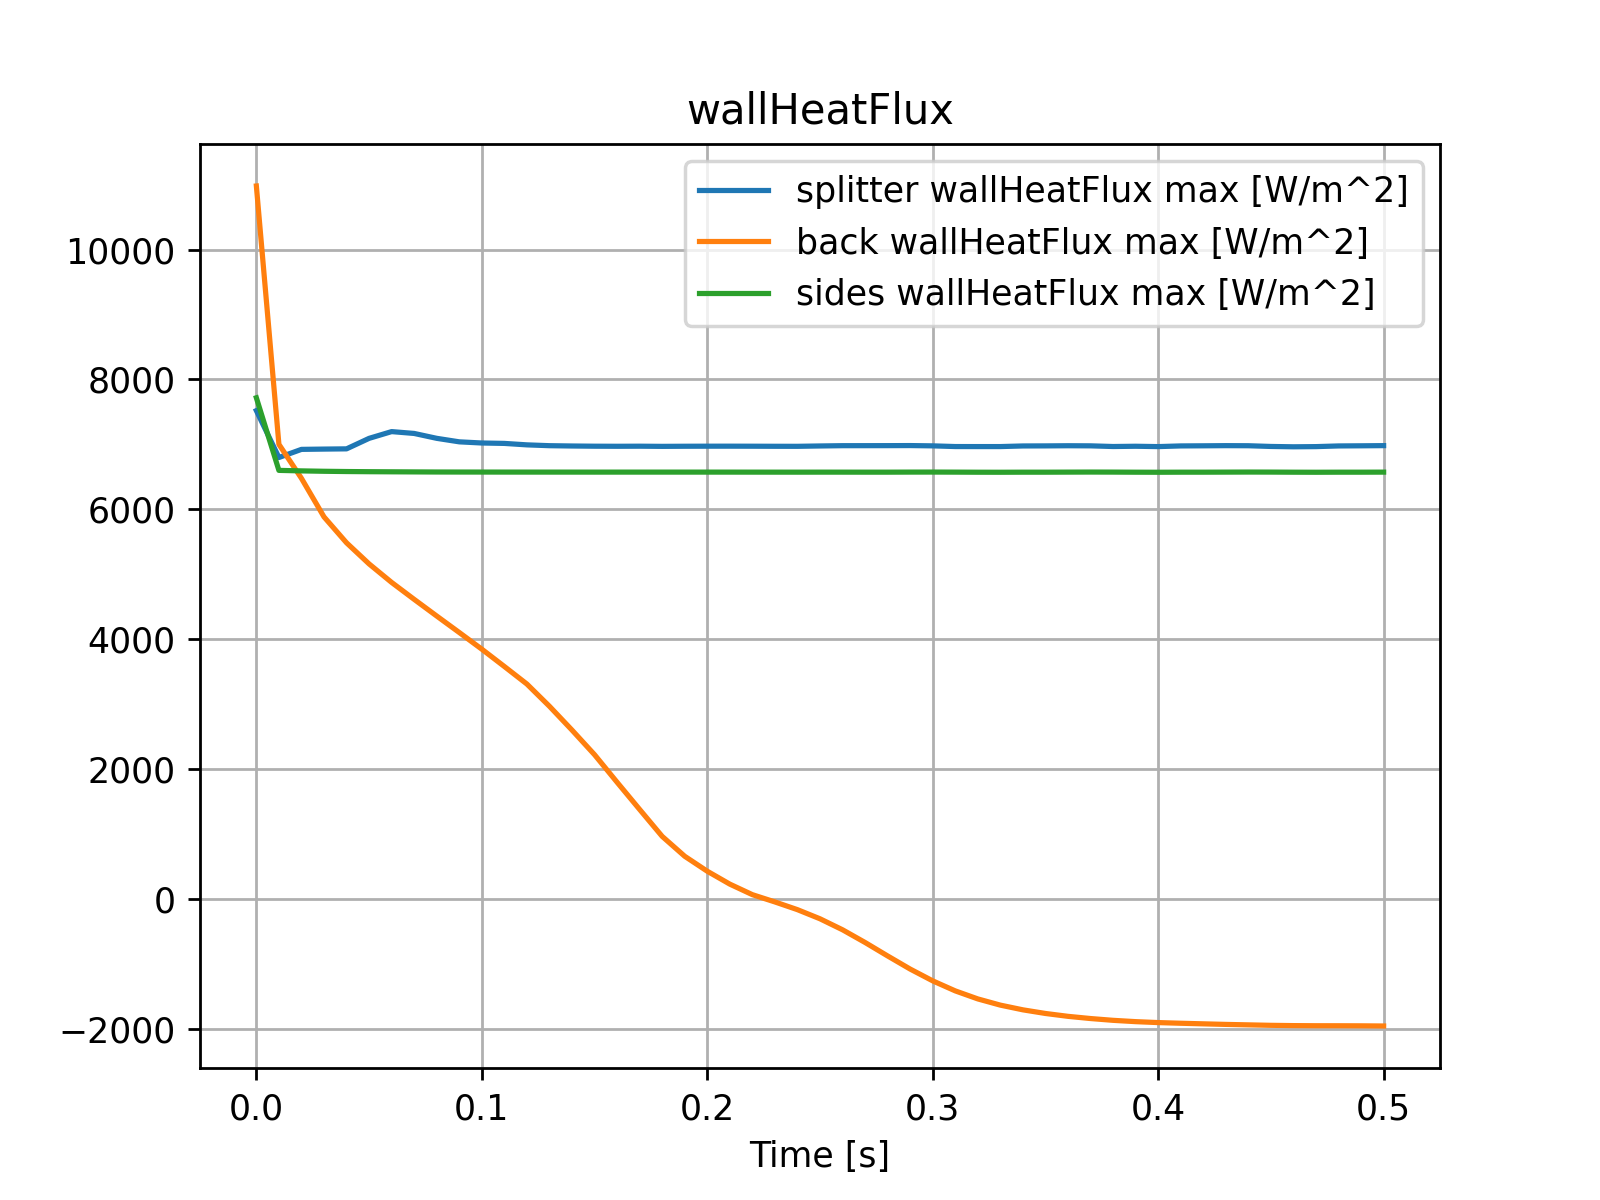 wallHeatFlux
splitter wallHeatFlux max [W/m^2]
back wallHeatFlux max [W/m^2]
sides wallHeatFlux max [W/m^2]
10000
8000
6000
4000
2000
0
−2000
0.0 0.1 0.2 0.3 0.4 0.5
Time [s]